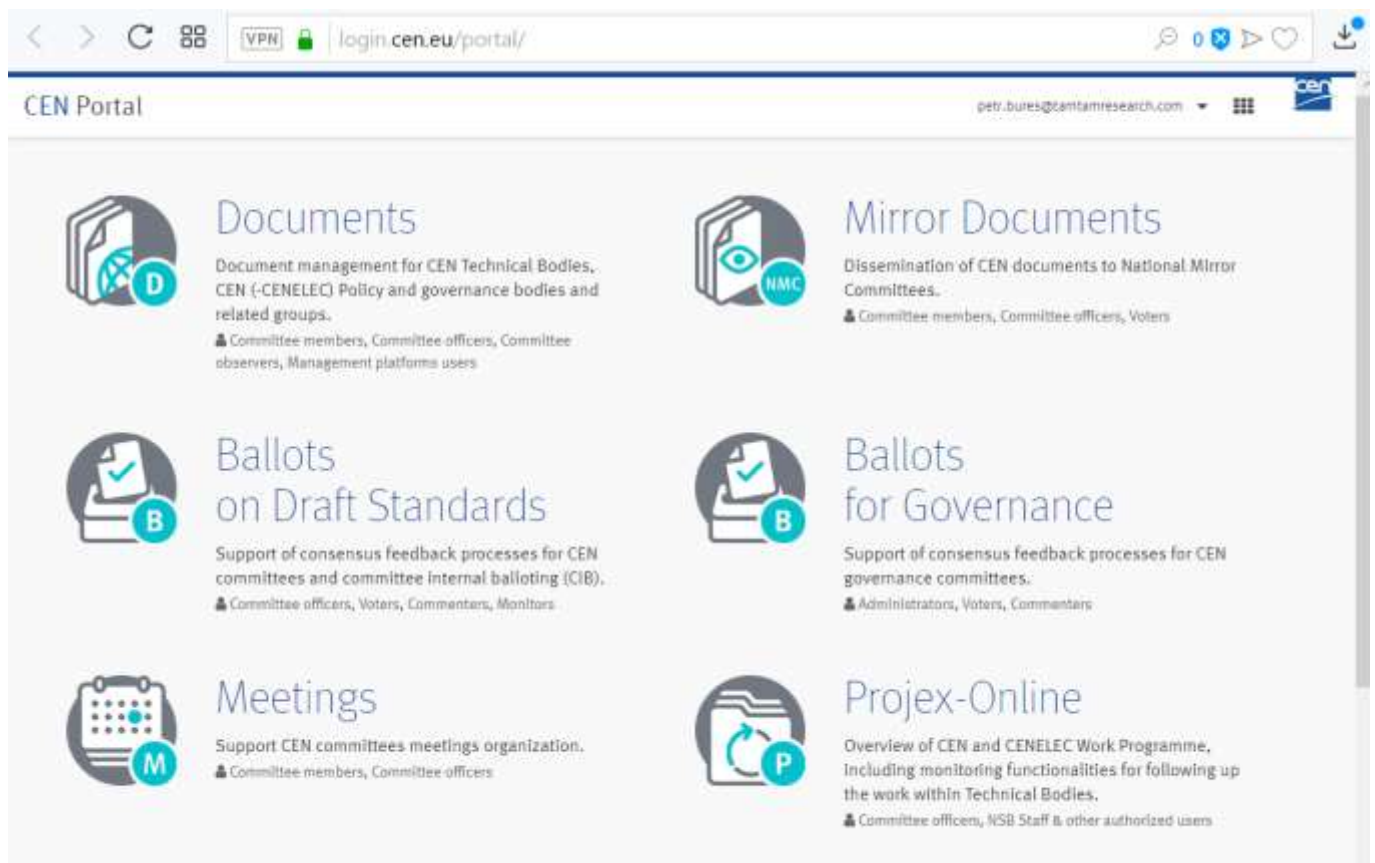 VPN login.cen.eu/portal/ 0
CEN Portal
petr.bures@tamtamresearch.com
cen
Documents
Document management for CEN Technical Bodies,
CEN (-CENELEC) Policy and governance bodies and
related groups.
Committee members, Committee officers, Committee
observers, Management platforms users
D
Mirror Documents
Dissemination of CEN documents to National Mirror
Committees.
Committee members, Committee officers, Voters
NMC
Ballots
on Draft Standards
Support of consensus feedback processes for CEN
committees and committee internal balloting (CIB).
Committee officers, Voters, Commenters, Monitors
B
Ballots
for Governance
Support of consensus feedback processes for CEN
governance committees.
Administrators, Voters, Commenters
B
Meetings
Support CEN committees meetings organization.
Committee members, Committee officers
M
Projex-Online
Overview of CEN and CENELEC Work Programme,
including monitoring functionalities for following up
the work within Technical Bodies.
Committee officers, NSB Staff & other authorized users
P